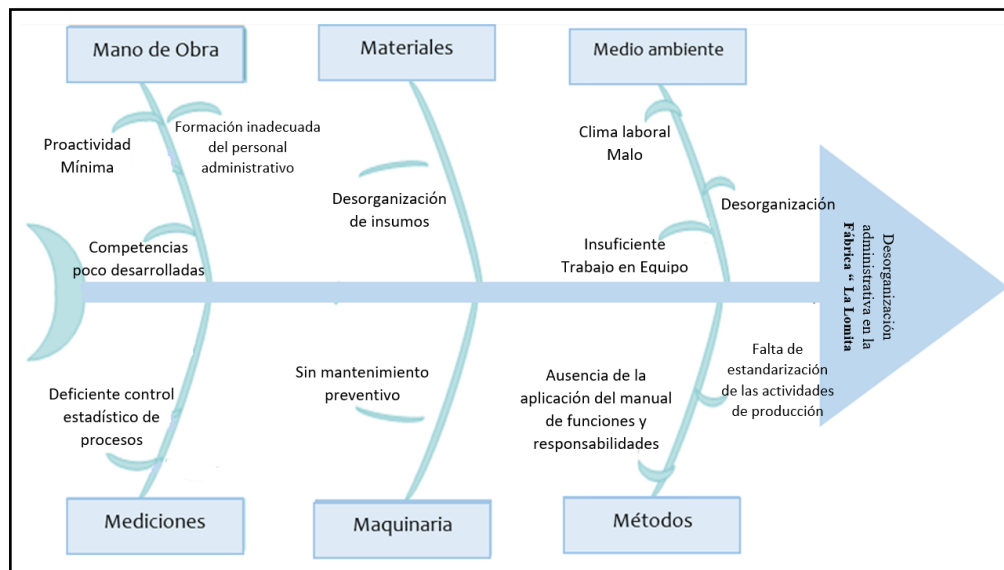 Mano de Obra
Materiales
Medio ambiente
Proactividad
Mínima
Formación inadecuada
del personal
administrativo
Competencias
poco desarrolladas
Desorganización
de insumos
Clima laboral
Malo
Desorganización
Insuficiente
Trabajo en Equipo
Desorganización
administrativa en la
Fábrica “ La Lomita
Deficiente control
estadístico de
procesos
Sin mantenimiento
preventivo
Ausencia de la
aplicación del manual
de funciones y
responsabilidades
Falta de
estandarización
de las actividades
de producción
Mediciones
Maquinaria
Métodos